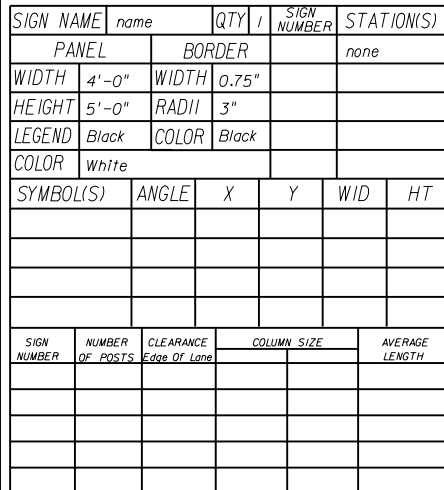 SIGN NAME name QTY 1 SIGN NUMBER STATION(S)
PANEL BORDER none
WIDTH 4'-0" WIDTH 0.75"
HEIGHT 5'-0" RADII 3"
LEGEND Black COLOR Black
COLOR White
SYMBOL(S) ANGLE X Y WID HT
SIGN NUMBER NUMBER OF POSTS CLEARANCE Edge Of Lane COLUMN SIZE AVERAGE LENGTH